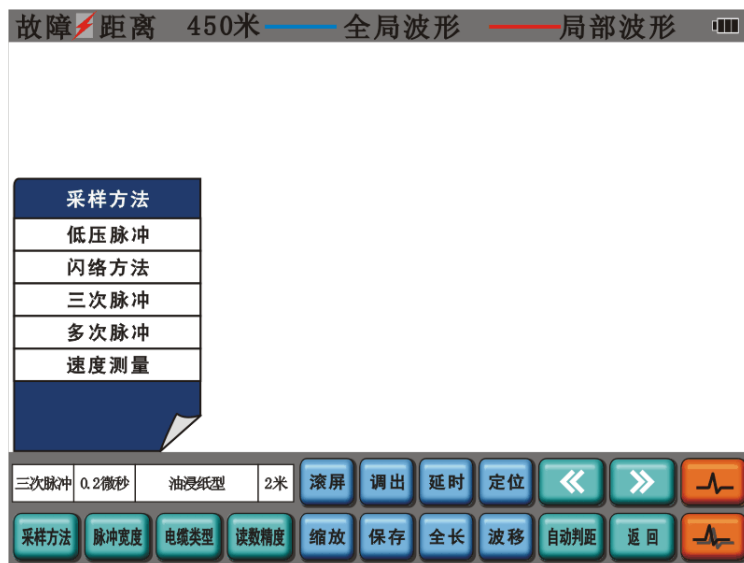 故障 距离 450米 全局波形 局部波形
采样方法
低压脉冲
闪络方法
三次脉冲
多次脉冲
速度测量
三次脉冲 0.2微秒 油浸纸型 2米 滚屏 调出 延时 定位
采样方法 脉冲宽度 电缆类型 读数精度 缩放 保存 全长 波移 自动判距 返回